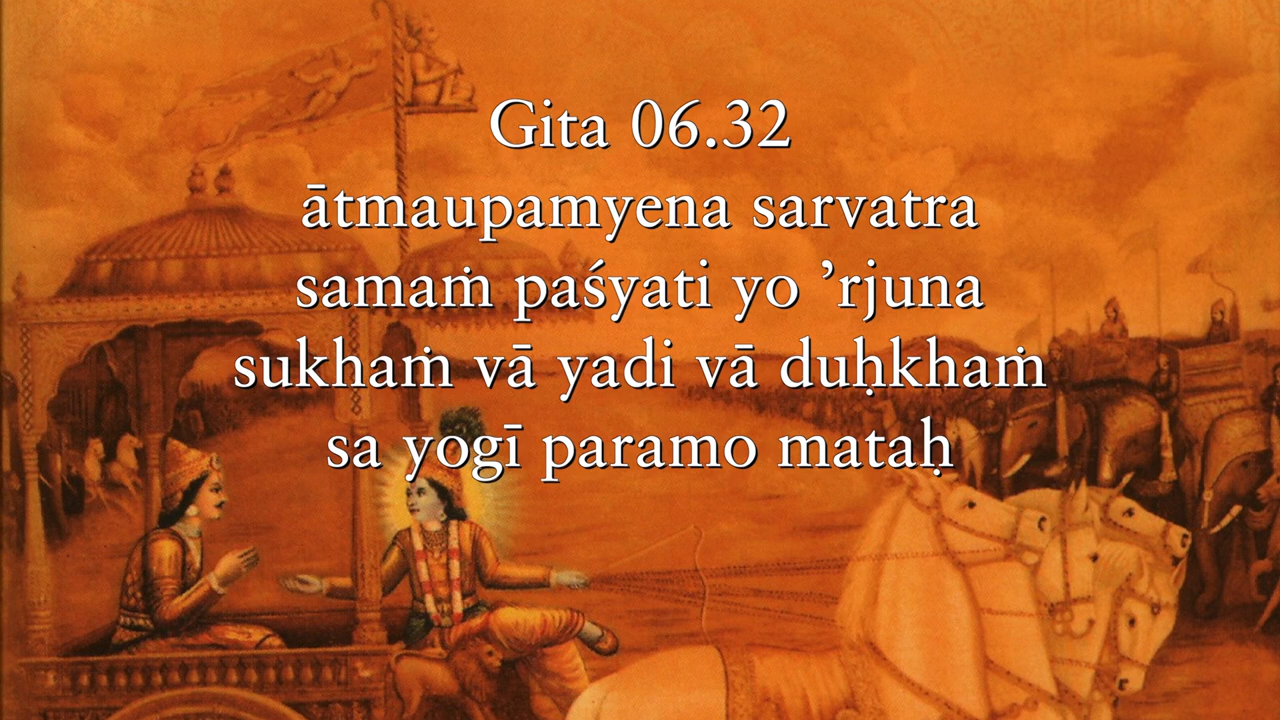 Gita 06.32
ātmaupamyena sarvatra
samaṁ paśyati yo ’rjuna
sukhaṁ vā yadi vā duḥkhaṁ
sa yogī paramo mataḥ